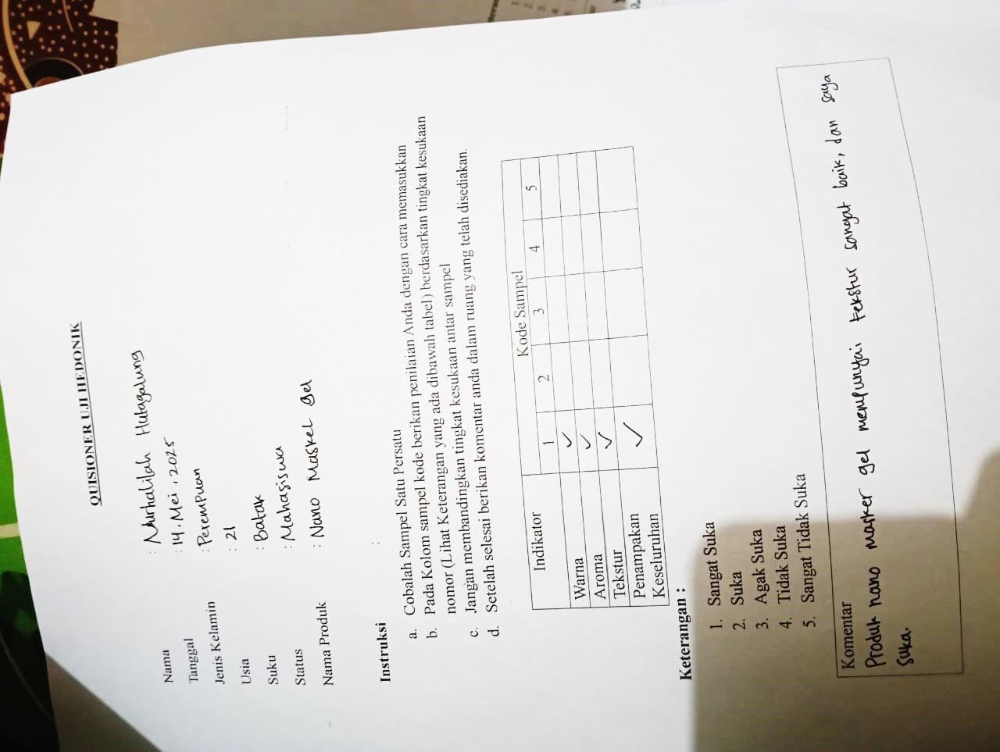 QUISIONER UJI HEDONIK
Nama : Nurhalilah Hutagalung
Tanggal : 14. Mei, 2025
Jenis Kelamin : Perempuan
Usia : 21
Suku : Batak
Status : Mahasiswa
Nama Produk : Nano Masker Gel
Instruksi :
a. Cobalah Sampel Satu Persatu
b. Pada Kolom sampel kode berikan penilaian Anda dengan cara memasukkan
nomor (Lihat Keterangan yang ada dibawah tabel) berdasarkan tingkat kesukaan
c. Jangan membandingkan tingkat kesukaan antar sampel
d. Setelah selesai berikan komentar anda dalam ruang yang telah disediakan.
Indikator Kode Sampel
1 2 3 4 5
Warna ✓
Aroma ✓
Tekstur ✓
Penampakan ✓
Keseluruhan
Keterangan :
1. Sangat Suka
2. Suka
3. Agak Suka
4. Tidak Suka
5. Sangat Tidak Suka
Komentar
Produk nano masker gel mempunyai tekstur sangat baik, dan saya
suka.